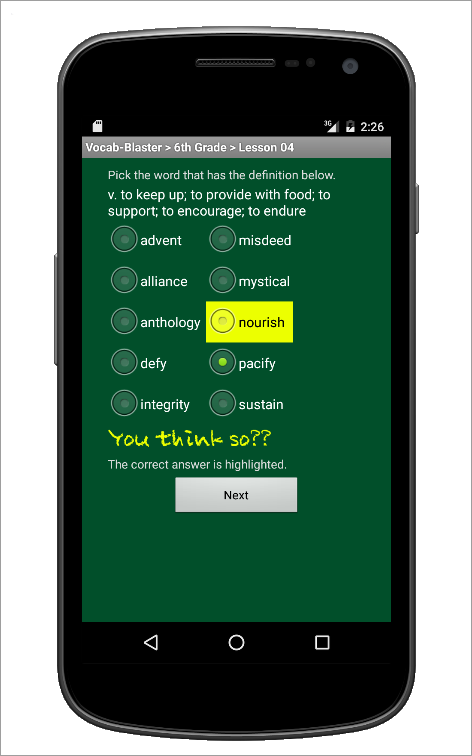 3G 2:26
Vocab-Blaster > 6th Grade > Lesson 04
Pick the word that has the definition below.
v. to keep up; to provide with food; to
support; to encourage; to endure
advent misdeed
alliance mystical
anthology nourish
defy pacify
integrity sustain
You think so??
The correct answer is highlighted.
Next